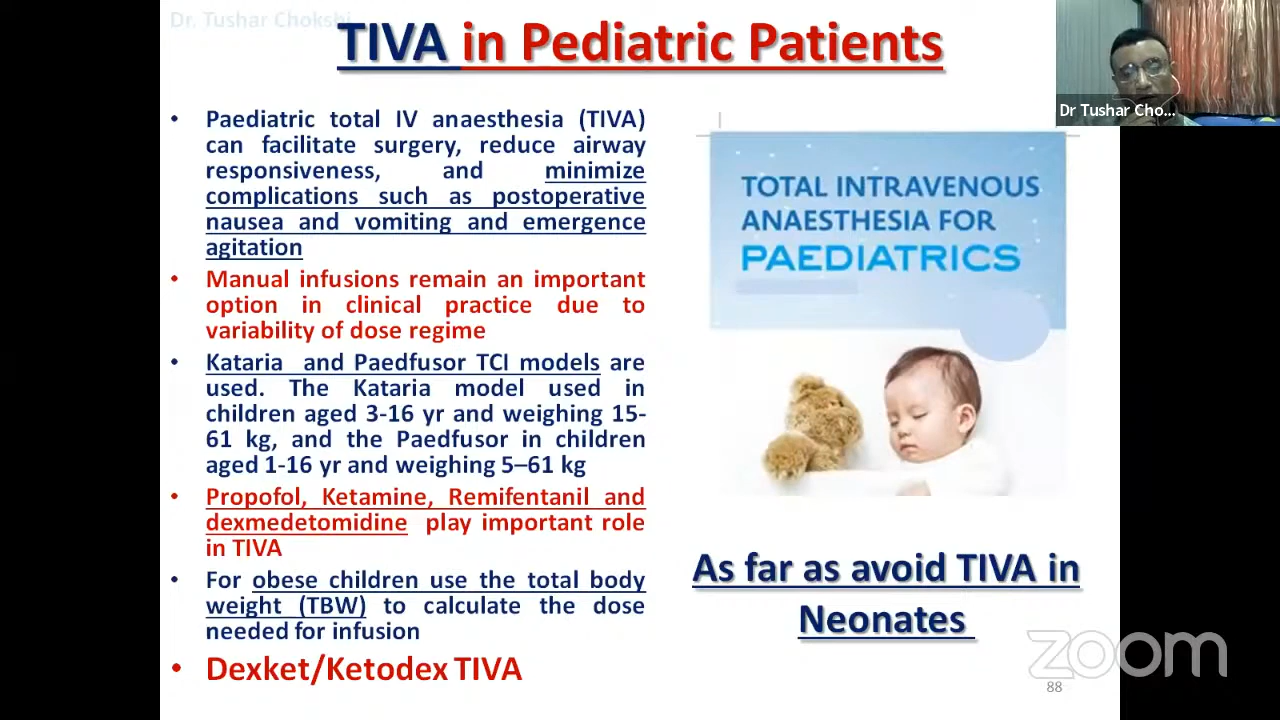 Dr. Tushar Chokshi
TIVA in Pediatric Patients
Dr Tushar Cho...
• Paediatric total IV anaesthesia (TIVA)
can facilitate surgery, reduce airway
responsiveness, and minimize
complications such as postoperative
nausea and vomiting and emergence
agitation
• Manual infusions remain an important
option in clinical practice due to
variability of dose regime
• Kataria and Paedfusor TCI models are
used. The Kataria model used in
children aged 3-16 yr and weighing 15-
61 kg, and the Paedfusor in children
aged 1-16 yr and weighing 5–61 kg
• Propofol, Ketamine, Remifentanil and
dexmedetomidine play important role
in TIVA
• For obese children use the total body
weight (TBW) to calculate the dose
needed for infusion
• Dexket/Ketodex TIVA
TOTAL INTRAVENOUS
ANAESTHESIA FOR
PAEDIATRICS
As far as avoid TIVA in
Neonates
zoom
88